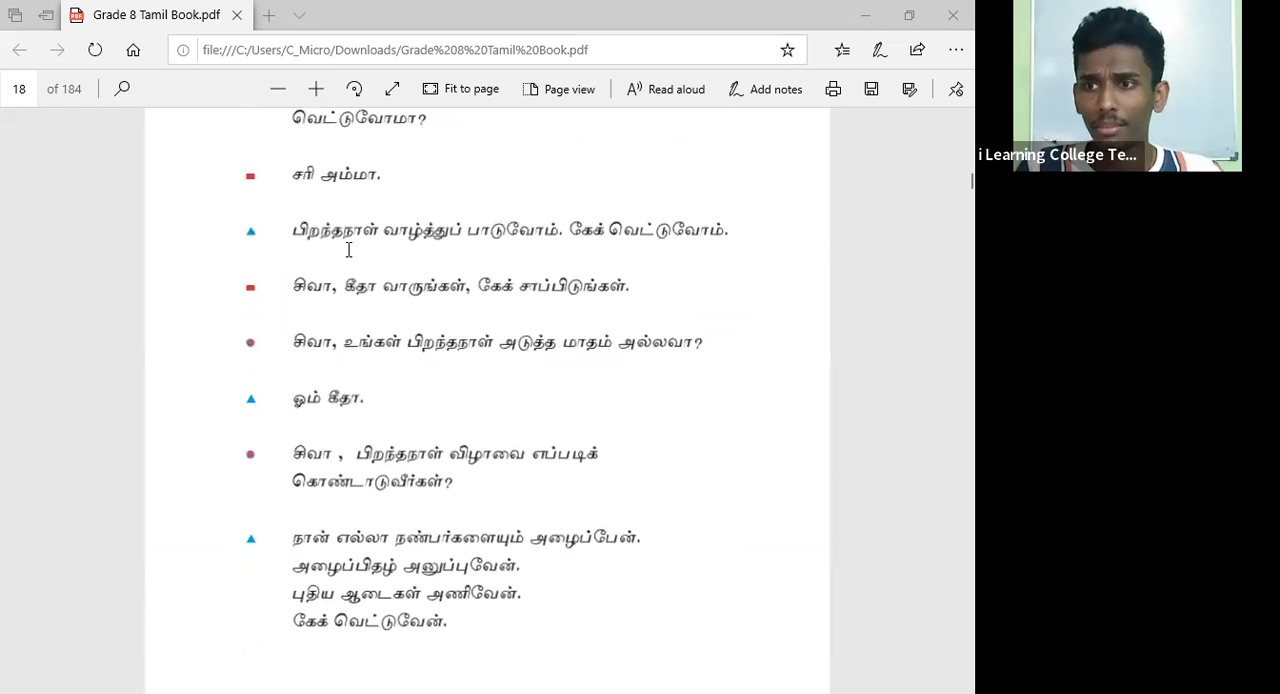 Grade 8 Tamil Book.pdf
file:///C:/Users/C_Micro/Downloads/Grade%208%20Tamil%20Book.pdf
18 of 184
Fit to page
Page view
Read aloud
Add notes
i Learning College Te...
வெட்டுவோமா?
சரி அம்மா.
பிறந்தநாள் வாழ்த்துப் பாடுவோம். கேக் வெட்டுவோம்.
சிவா, கீதா வாருங்கள், கேக் சாப்பிடுங்கள்.
சிவா, உங்கள் பிறந்தநாள் அடுத்த மாதம் அல்லவா?
ஓம் கீதா.
சிவா , பிறந்தநாள் விழாவை எப்படிக்
கொண்டாடுவீர்கள்?
நான் எல்லா நண்பர்களையும் அழைப்பேன்.
அழைப்பிதழ் அனுப்புவேன்.
புதிய ஆடைகள் அணிவேன்.
கேக் வெட்டுவேன்.